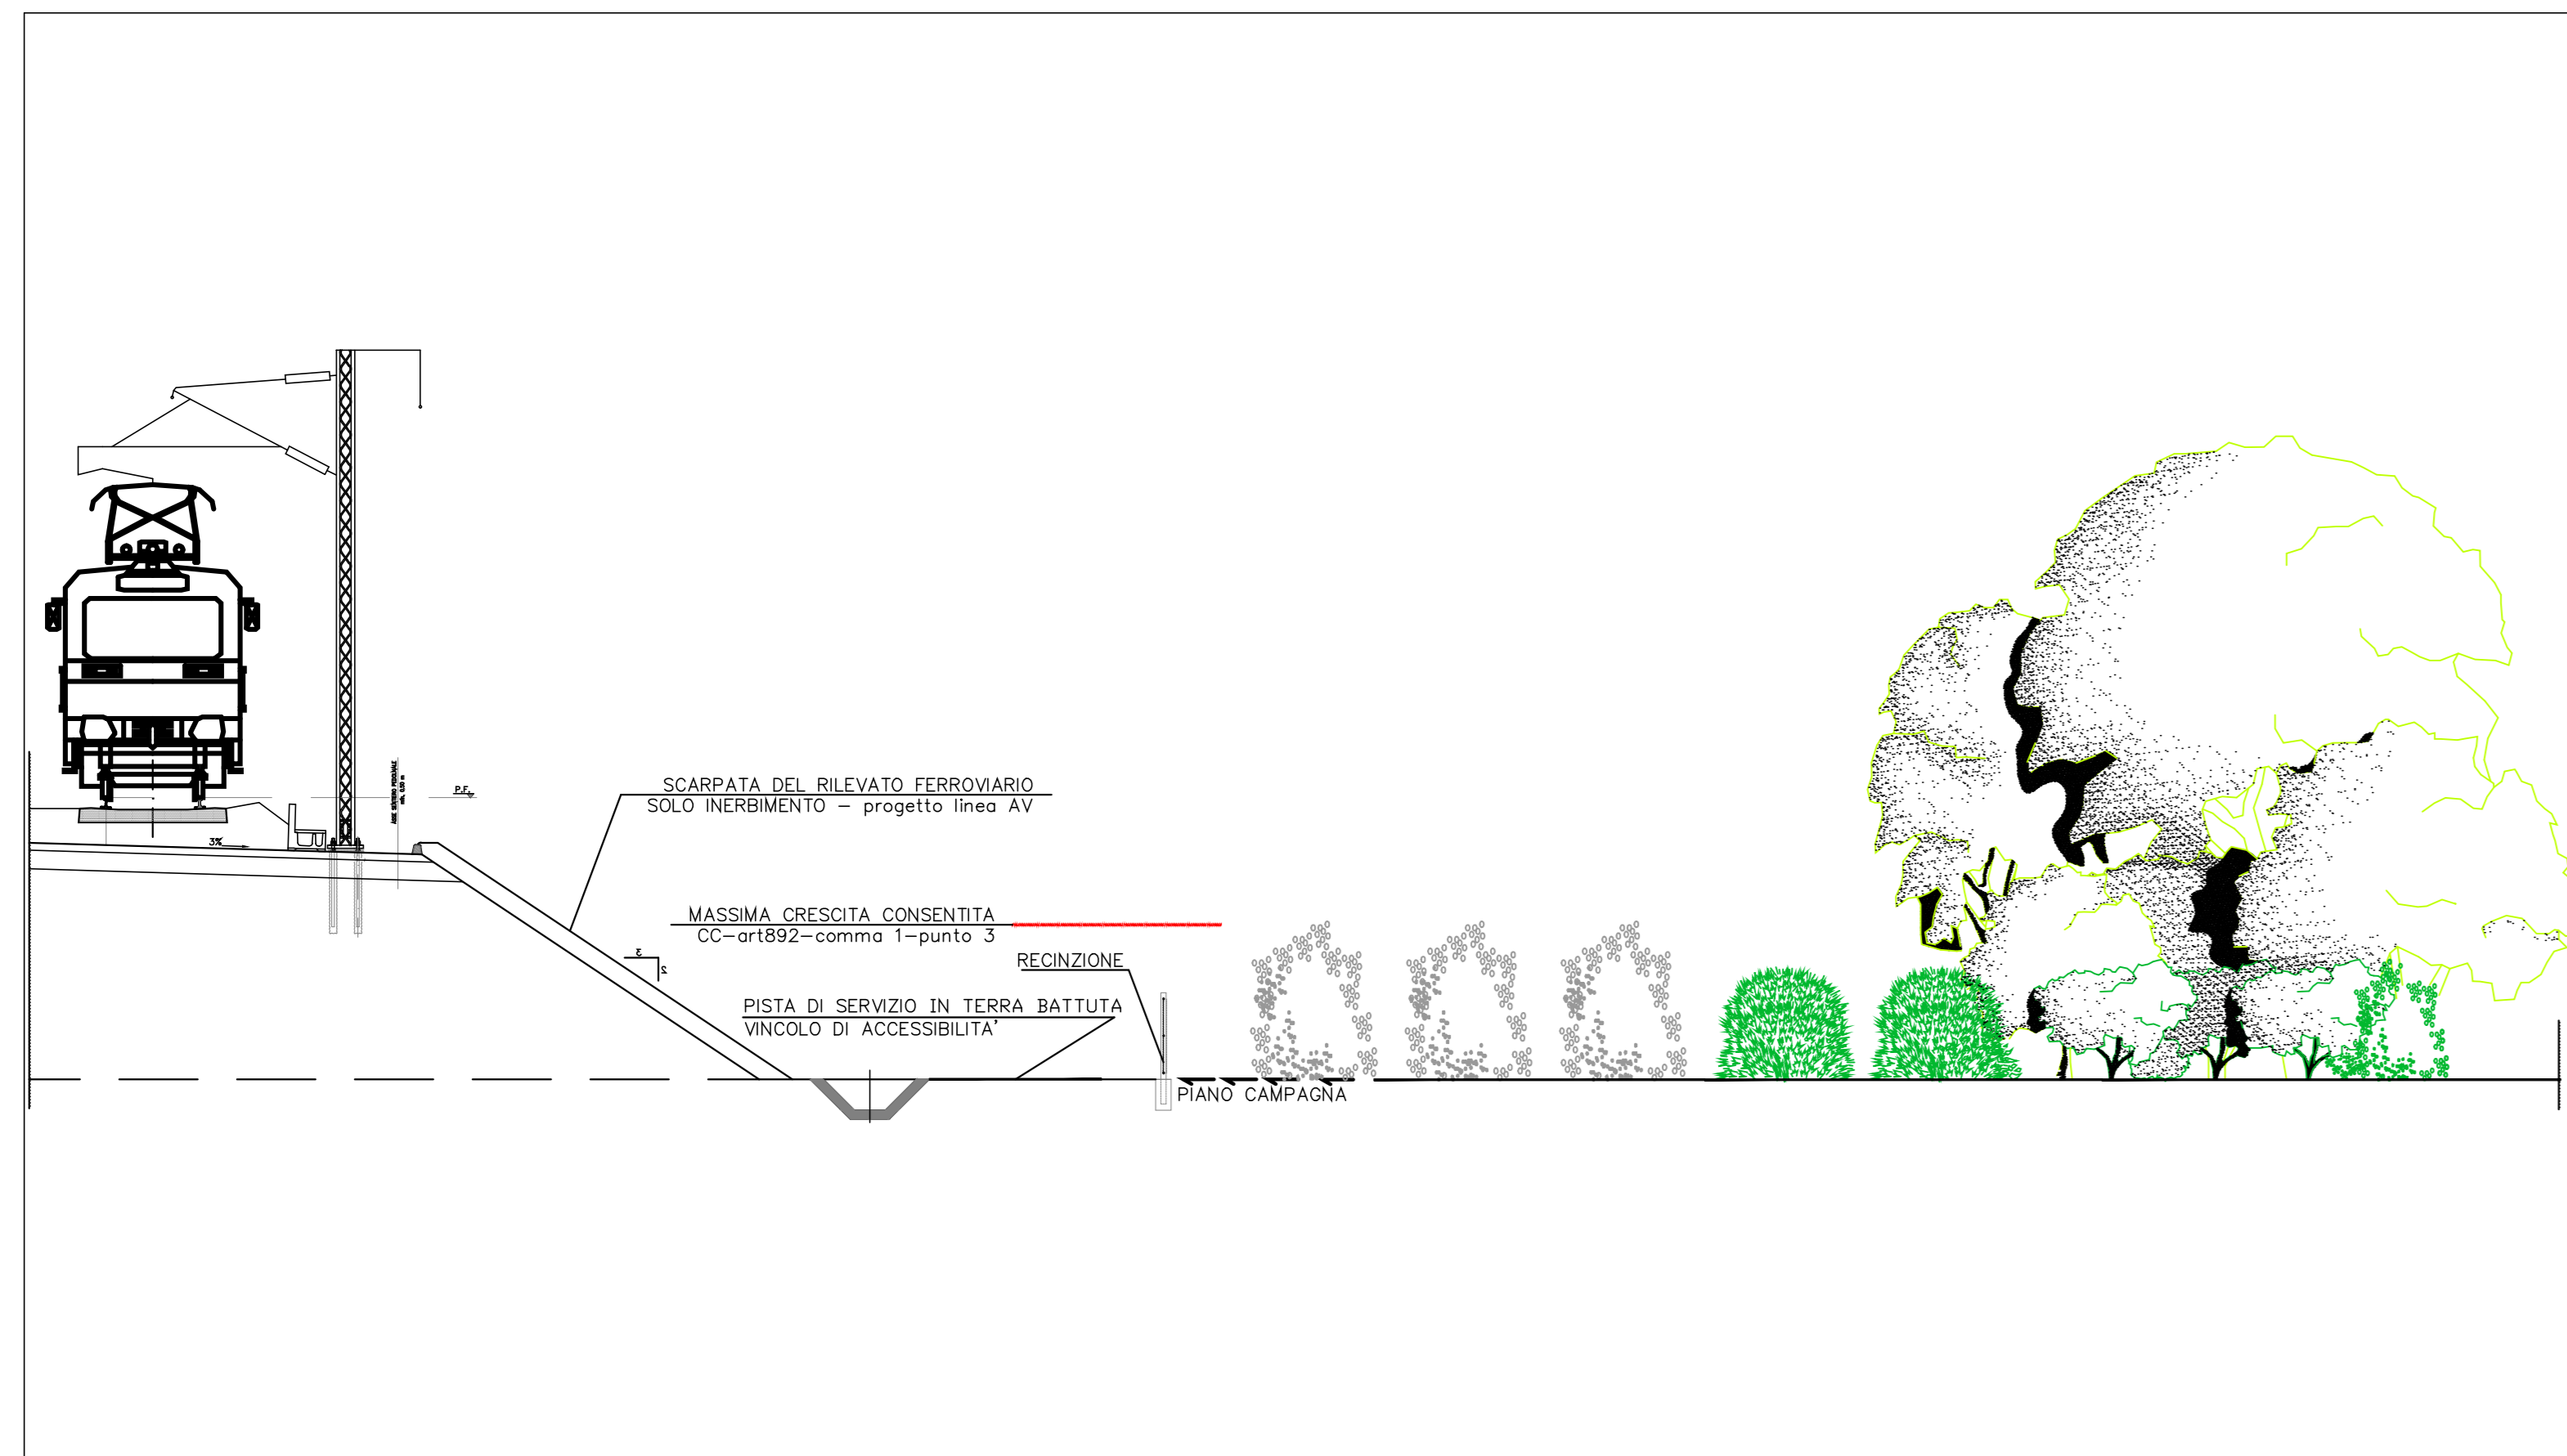 SCARPATA DEL RILEVATO FERROVIARIO
SOLO INERBIMENTO – progetto linea AV
P.F.
3%
MASSIMA CRESCITA CONSENTITA
CC–art892–comma 1–punto 3
RECINZIONE
3
2
PISTA DI SERVIZIO IN TERRA BATTUTA
VINCOLO DI ACCESSIBILITA'
PIANO CAMPAGNA